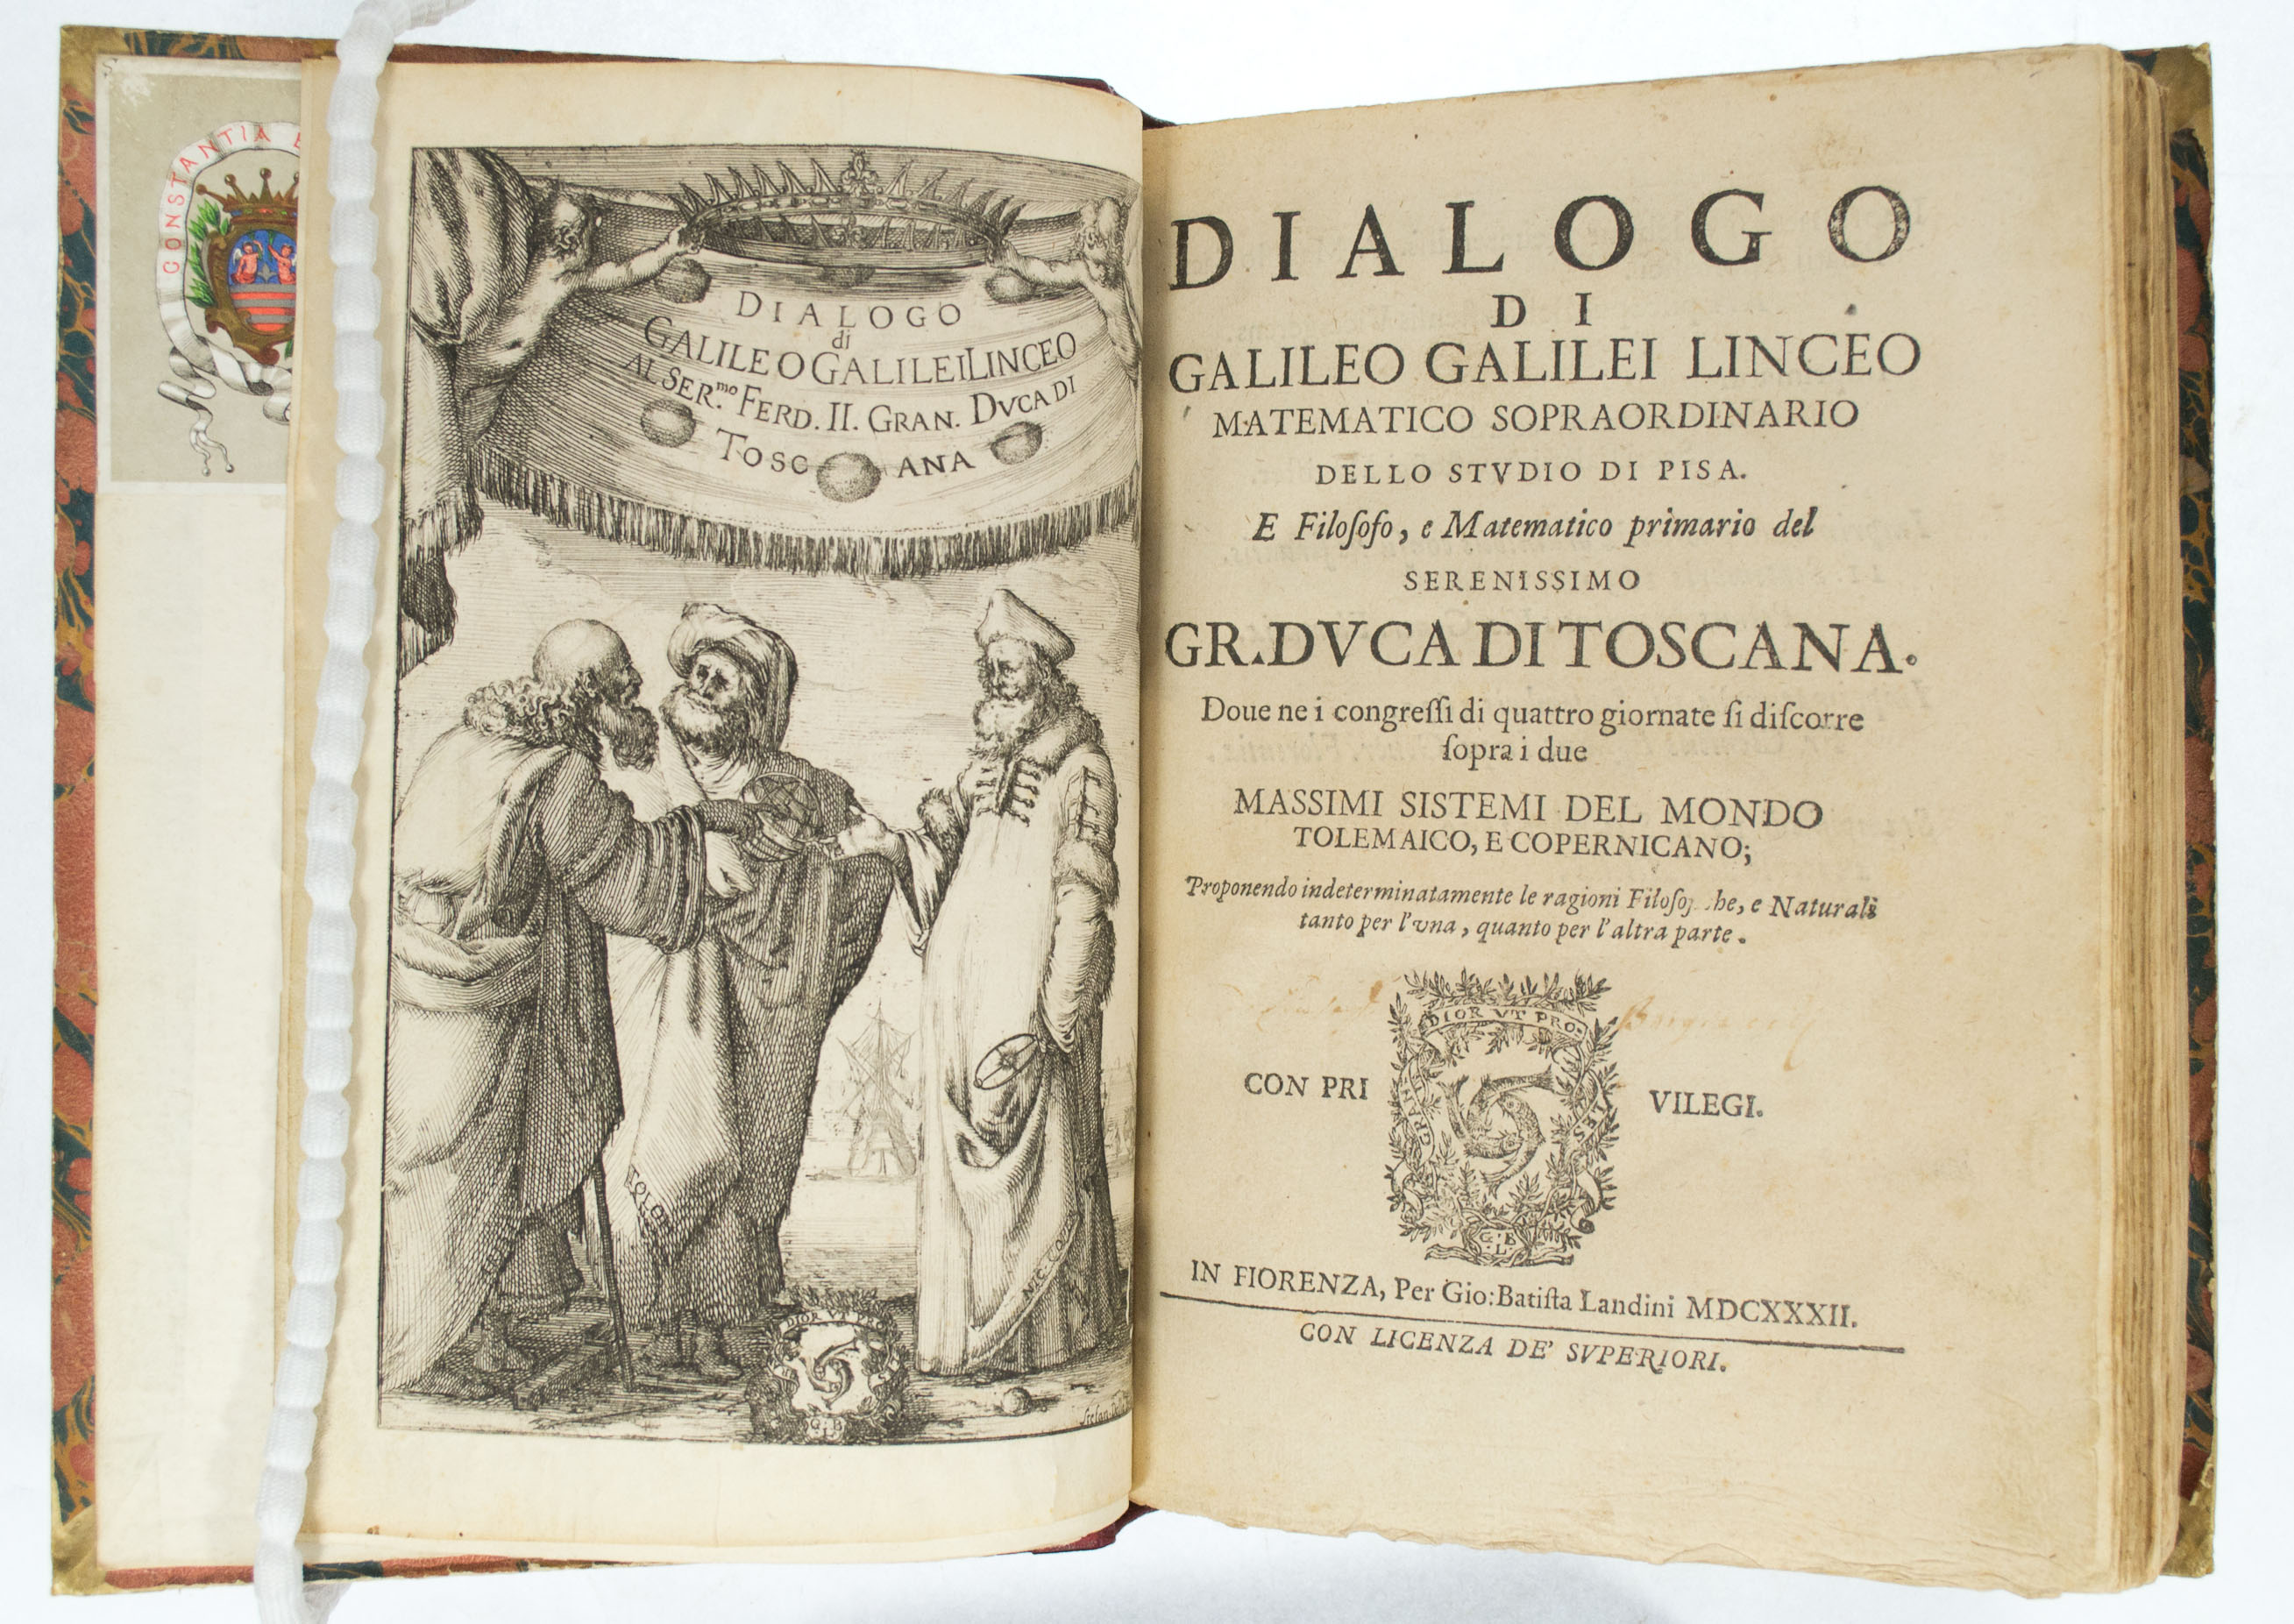 CONSTANTIA E
DIALOGO
di
GALILEO GALILEI LINCEO
AL SER.mo FERD. II. GRAN. DVCA DI
TOSCANA
NIC. COP
DIOR VT PRO
G B
L
DIALOGO
DI
GALILEO GALILEI LINCEO
MATEMATICO SOPRAORDINARIO
DELLO STVDIO DI PISA.
E Filoſofo, e Matematico primario del
SERENISSIMO
GR.DVCA DI TOSCANA.
Doue ne i congreſſi di quattro giornate ſi diſcorre
ſopra i due
MASSIMI SISTEMI DEL MONDO
TOLEMAICO, E COPERNICANO;
Proponendo indeterminatamente le ragioni Filoſo he, e Naturali
tanto per l'vna, quanto per l'altra parte.
GRAN DIOR VT PRO- LES
CON PRI VILEGI.
G B
L
IN FIORENZA, Per Gio:Batiſta Landini MDCXXXII.
CON LICENZA DE' SVPERIORI.